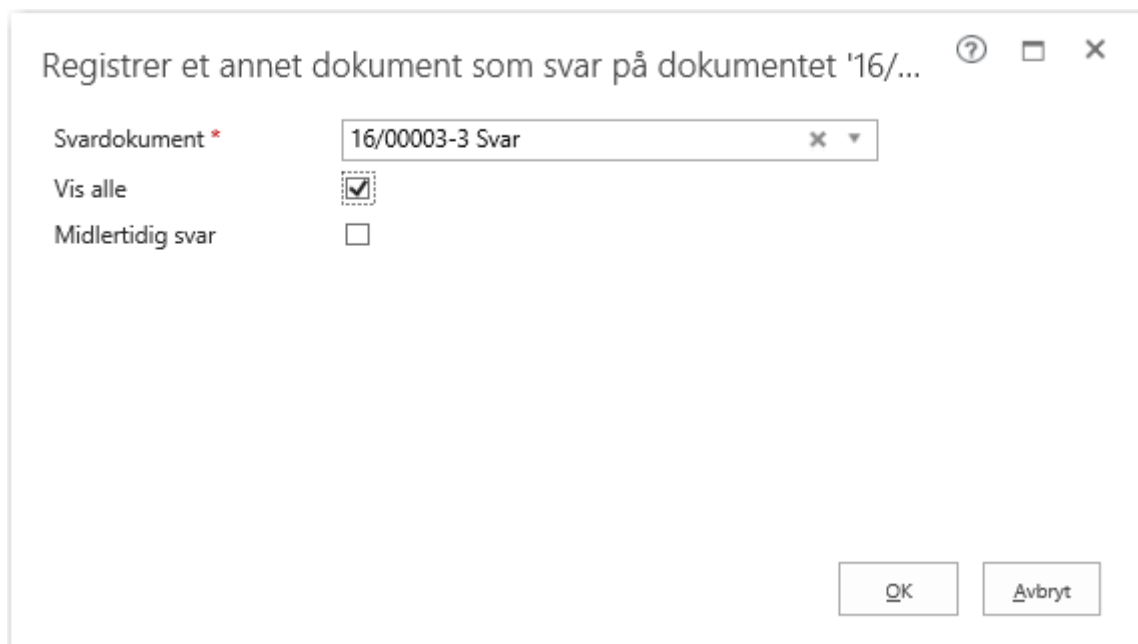 Registrer et annet dokument som svar på dokumentet '16/...
Svardokument * 16/00003-3 Svar
Vis alle
Midlertidig svar
OK Avbryt